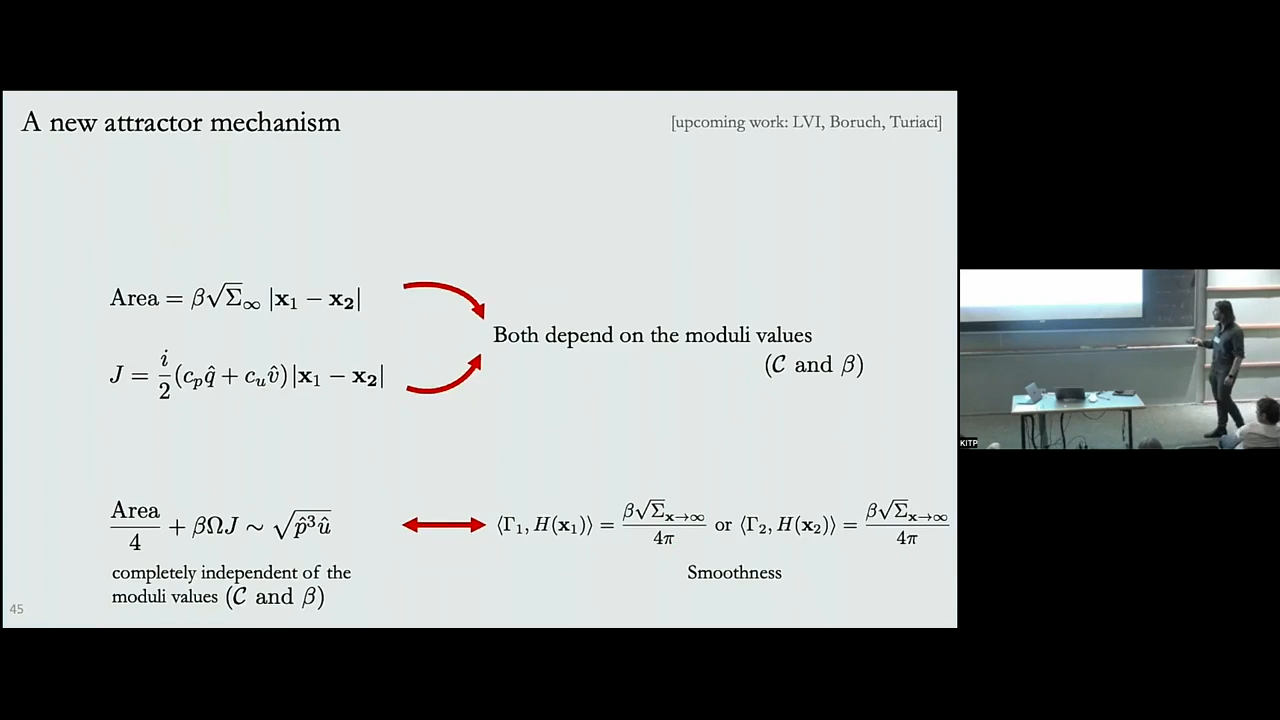 A new attractor mechanism
[upcoming work: LVI, Boruch, Turiaci]
Area = β√Σ∞ |x₁ − x₂|
Both depend on the moduli values
(𝒞 and β)
J = i/2 (c_p q̂ + c_u v̂)|x₁ − x₂|
Area/4 + βΩJ ∼ √(p̂³û)
⟨Γ₁, H(x₁)⟩ = β√Σ_{x→∞}/4π or ⟨Γ₂, H(x₂)⟩ = β√Σ_{x→∞}/4π
completely independent of the
moduli values (𝒞 and β)
Smoothness
45
KITP